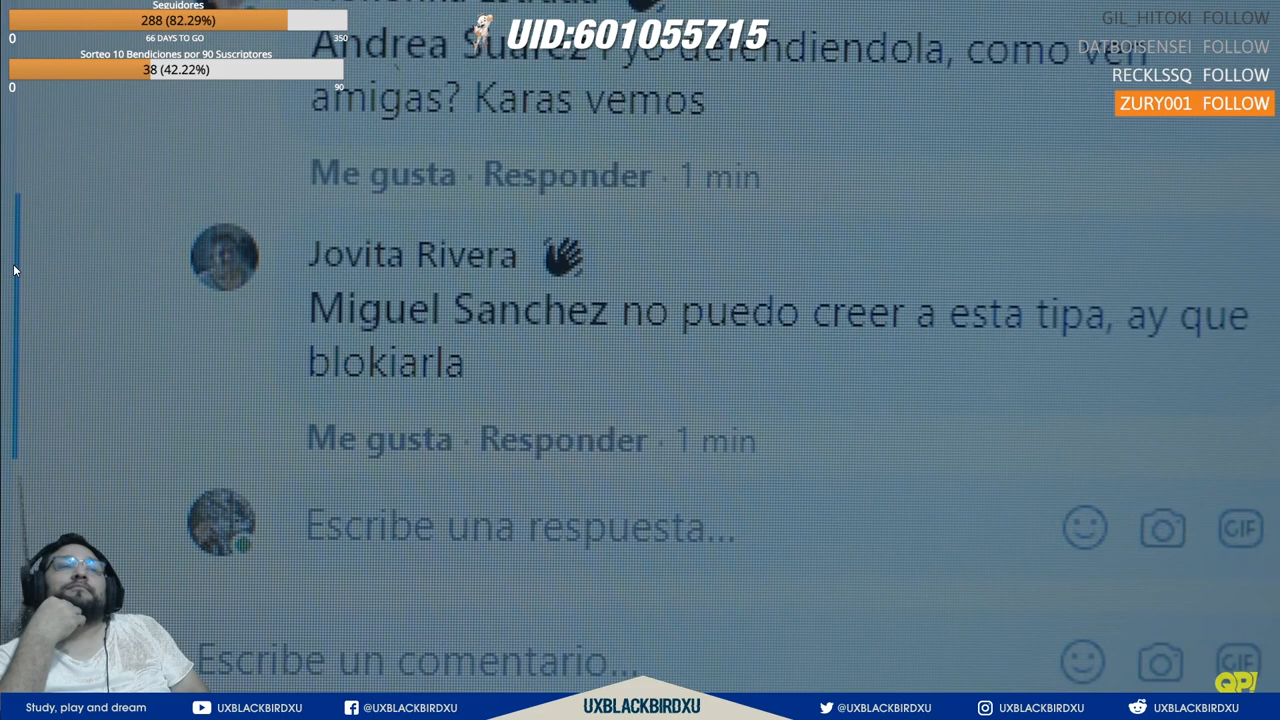 Seguidores
288 (82.29%)
0
66 DAYS TO GO
350
Sorteo 10 Bendiciones por 90 Suscriptores
38 (42.22%)
0
90
UID:601055715
GIL_HITOKI FOLLOW
DATBOISENSEI FOLLOW
RECKLSSQ FOLLOW
ZURY001 FOLLOW
Andrea Suarez defendiendola, como ven
amigas? Karas vemos
Me gusta · Responder · 1 min
Jovita Rivera
Miguel Sanchez no puedo creer a esta tipa, ay que
blokiarla
Me gusta · Responder · 1 min
Escribe una respuesta...
GIF
Escribe un comentario...
GIF
QP!
Study, play and dream
UXBLACKBIRDXU
@UXBLACKBIRDXU
UXBLACKBIRDXU
@UXBLACKBIRDXU
UXBLACKBIRDXU
UXBLACKBIRDXU